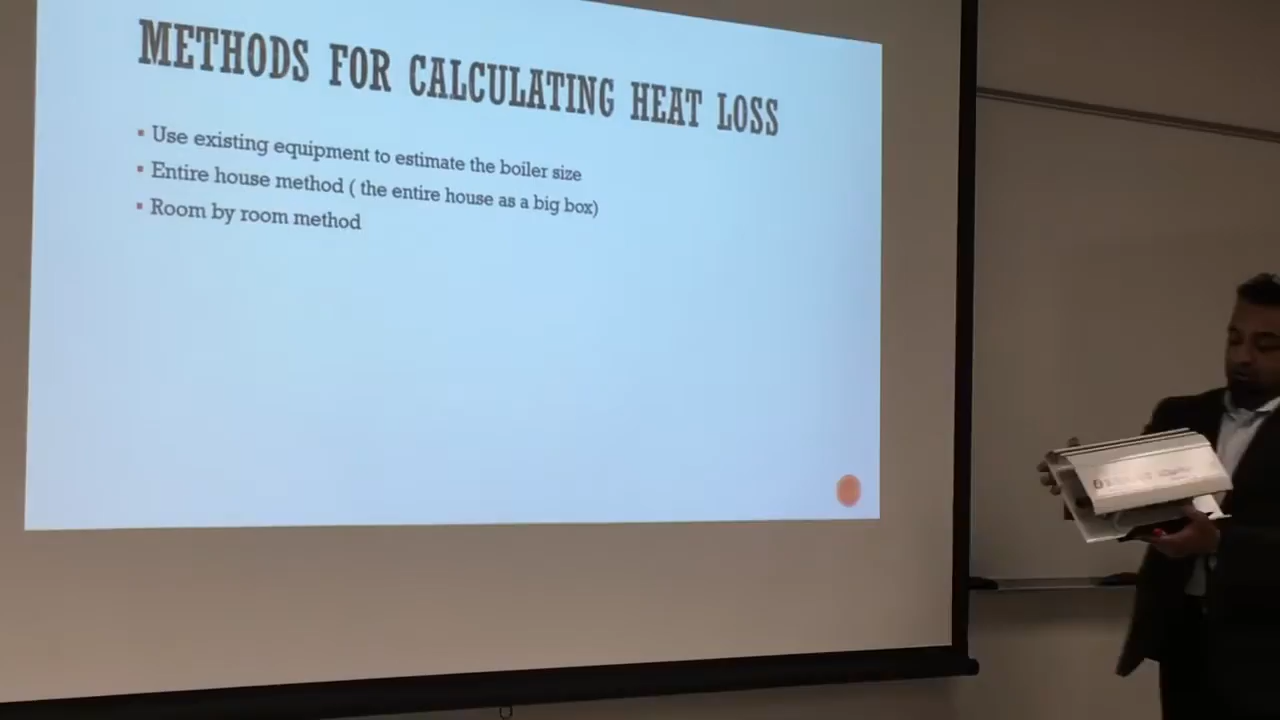 METHODS FOR CALCULATING HEAT LOSS
▪ Use existing equipment to estimate the boiler size
▪ Entire house method ( the entire house as a big box)
▪ Room by room method